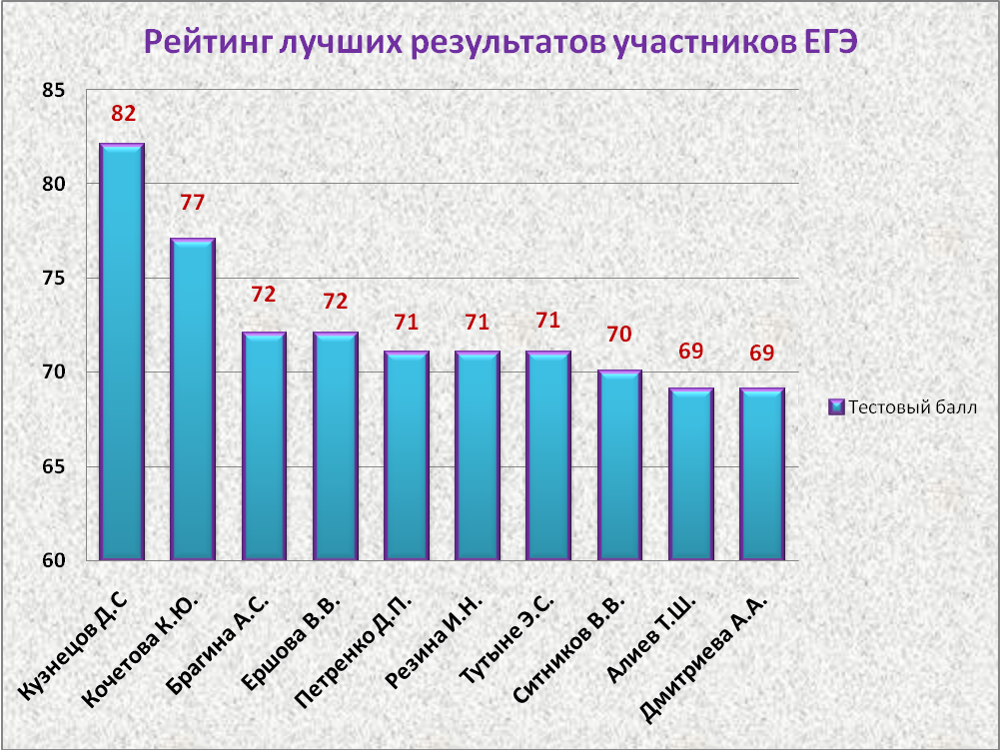 Рейтинг лучших результатов участников ЕГЭ
85
80
75
70
65
60
82
77
72
72
71
71
71
70
69
69
Кузнецов Д.С
Кочетова К.Ю.
Брагина А.С.
Ершова В.В.
Петренко Д.П.
Резина И.Н.
Тутыне Э.С.
Ситников В.В.
Алиев Т.Ш.
Дмитриева А.А.
Тестовый балл